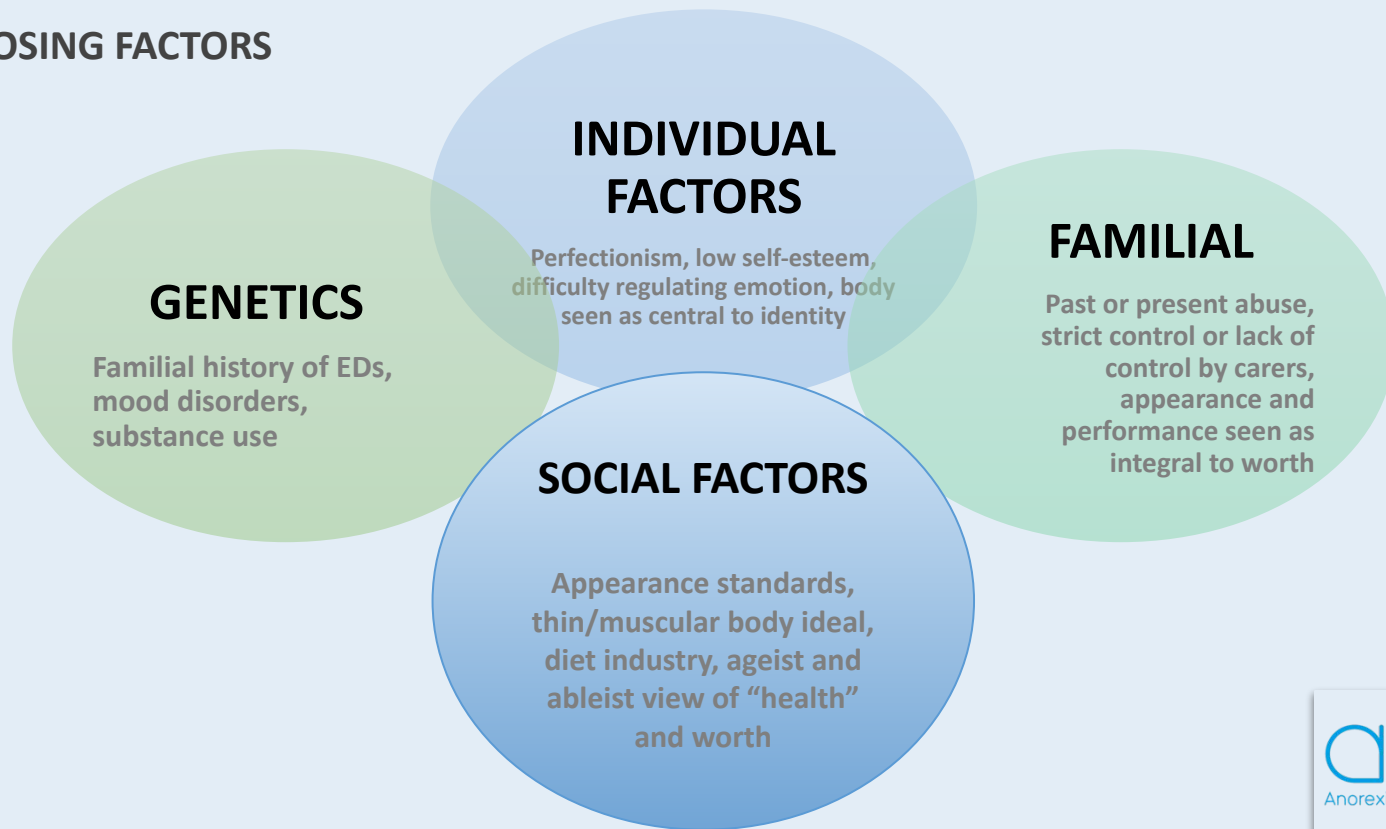 OSING FACTORS
INDIVIDUAL
FACTORS
Perfectionism, low self-esteem,
difficulty regulating emotion, body
seen as central to identity
GENETICS
Familial history of EDs,
mood disorders,
substance use
FAMILIAL
Past or present abuse,
strict control or lack of
control by carers,
appearance and
performance seen as
integral to worth
SOCIAL FACTORS
Appearance standards,
thin/muscular body ideal,
diet industry, ageist and
ableist view of “health”
and worth
Anorex